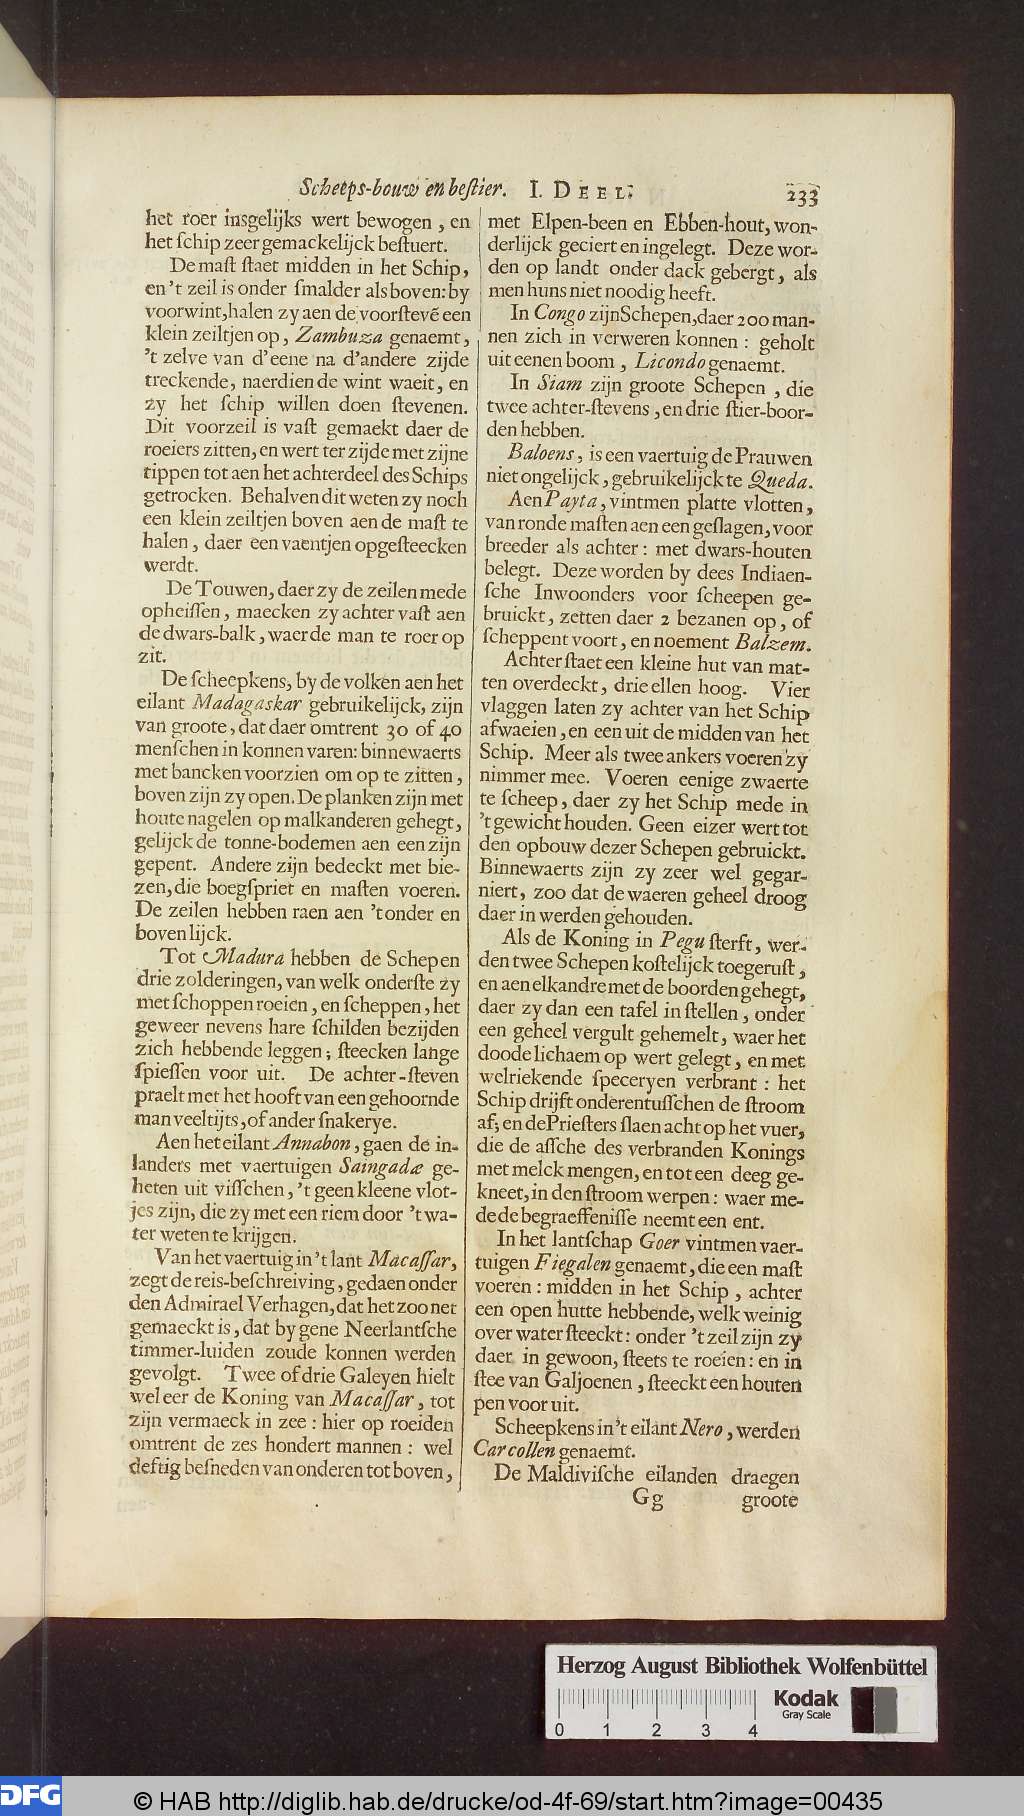 Scheeps-bouw en beſtier. I. DEEL. 233
het roer insgelijks wert bewogen, en
het ſchip zeer gemackelijck beſtuert.
De maſt ſtaet midden in het Schip,
en 't zeil is onder ſmalder als boven: by
voorwint, halen zy aen de voorſtevē een
klein zeiltjen op, Zambuza genaemt,
't zelve van d'eene na d'andere zijde
treckende, naerdien de wint waeit, en
zy het ſchip willen doen ſtevenen.
Dit voorzeil is vaſt gemaekt daer de
roeiers zitten, en wert ter zijde met zijne
tippen tot aen het achterdeel des Schips
getrocken. Behalven dit weten zy noch
een klein zeiltjen boven aen de maſt te
halen, daer een vaentjen opgeſteecken
werdt.
De Touwen, daer zy de zeilen mede
opheiſſen, maecken zy achter vaſt aen
de dwars-balk, waer de man te roer op
zit.
De ſcheepkens, by de volken aen het
eilant Madagaskar gebruikelijck, zijn
van groote, dat daer omtrent 30 of 40
menſchen in konnen varen: binnewaerts
met bancken voorzien om op te zitten,
boven zijn zy open. De planken zijn met
houte nagelen op malkanderen gehegt,
gelijck de tonne-bodemen aen een zijn
gepent. Andere zijn bedeckt met bie-
zen, die boegſpriet en maſten voeren.
De zeilen hebben raen aen 't onder en
boven lijck.
Tot Madura hebben de Schepen
drie zolderingen, van welk onderſte zy
met ſchoppen roeien, en ſcheppen, het
geweer nevens hare ſchilden bezijden
zich hebbende leggen; ſteecken lange
ſpieſſen voor uit. De achter-ſteven
praelt met het hooft van een gehoornde
man veeltijts, of ander ſnakerye.
Aen het eilant Annabon, gaen de in-
landers met vaertuigen Saingadæ ge-
heten uit viſſchen, 't geen kleene vlot-
jes zijn, die zy met een riem door 't wa-
ter weten te krijgen.
Van het vaertuig in 't lant Macaſſar,
zegt de reis-beſchreiving, gedaen onder
den Admirael Verhagen, dat het zoo net
gemaeckt is, dat by gene Neerlantſche
timmer-luiden zoude konnen werden
gevolgt. Twee of drie Galeyen hielt
wel eer de Koning van Macaſſar, tot
zijn vermaeck in zee: hier op roeiden
omtrent de zes hondert mannen: wel
deftig beſneden van onderen tot boven,
met Elpen-been en Ebben-hout, won-
derlijck geciert en ingelegt. Deze wor-
den op landt onder dack gebergt, als
men huns niet noodig heeft.
In Congo zijn Schepen, daer 200 man-
nen zich in verweren konnen: geholt
uit eenen boom, Licondo genaemt.
In Siam zijn groote Schepen, die
twee achter-ſtevens, en drie ſtier-boor-
den hebben.
Baloens, is een vaertuig de Prauwen
niet ongelijck, gebruikelijck te Queda.
Aen Payta, vint men platte vlotten,
van ronde maſten aen een geſlagen, voor
breeder als achter: met dwars-houten
belegt. Deze worden by dees Indiaen-
ſche Inwoonders voor ſcheepen ge-
bruickt, zetten daer 2 bezanen op, of
ſcheppent voort, en noement Balzem.
Achter ſtaet een kleine hut van mat-
ten overdeckt, drie ellen hoog. Vier
vlaggen laten zy achter van het Schip
afwaeien, en een uit de midden van het
Schip. Meer als twee ankers voeren zy
nimmer mee. Voeren eenige zwaerte
te ſcheep, daer zy het Schip mede in
't gewicht houden. Geen eizer wert tot
den opbouw dezer Schepen gebruickt.
Binnewaerts zijn zy zeer wel gegar-
niert, zoo dat de waeren geheel droog
daer in werden gehouden.
Als de Koning in Pegu ſterft, wer-
den twee Schepen koſtelijck toegeruſt,
en aen elkandre met de boorden gehegt,
daer zy dan een tafel in ſtellen, onder
een geheel vergult gehemelt, waer het
doode lichaem op wert gelegt, en met
welriekende ſpeceryen verbrant: het
Schip drijft onderentuſſchen de ſtroom
af; en de Prieſters ſlaen acht op het vuer,
die de aſſche des verbranden Konings
met melck mengen, en tot een deeg ge-
kneet, in den ſtroom werpen: waer me-
de de begraeffeniſſe neemt een ent.
In het lantſchap Goer vint men vaer-
tuigen Fiegalen genaemt, die een maſt
voeren: midden in het Schip, achter
een open hutte hebbende, welk weinig
over water ſteeckt: onder 't zeil zijn zy
daer in gewoon, ſteets te roeien: en in
ſtee van Galjoenen, ſteeckt een houten
pen voor uit.
Scheepkens in 't eilant Nero, werden
Carcollen genaemt.
De Maldiviſche eilanden draegen
Gg groote
Herzog August Bibliothek Wolfenbüttel
Kodak
Gray Scale
0 1 2 3 4
DFG © HAB http://diglib.hab.de/drucke/od-4f-69/start.htm?image=00435